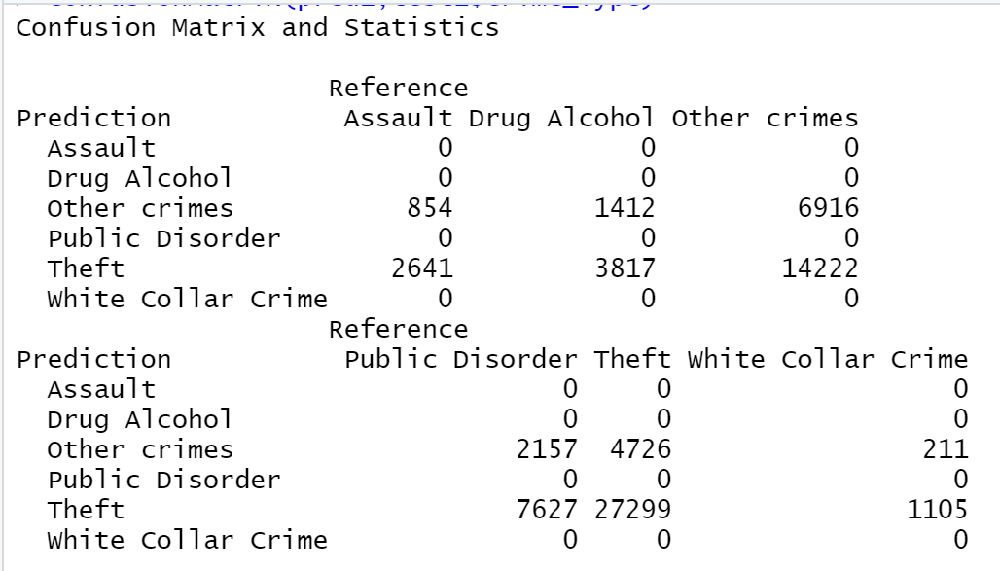 Confusion Matrix and Statistics
Reference
Prediction Assault Drug Alcohol Other crimes
Assault 0 0 0
Drug Alcohol 0 0 0
Other crimes 854 1412 6916
Public Disorder 0 0 0
Theft 2641 3817 14222
White Collar Crime 0 0 0
Reference
Prediction Public Disorder Theft White Collar Crime
Assault 0 0 0
Drug Alcohol 0 0 0
Other crimes 2157 4726 211
Public Disorder 0 0 0
Theft 7627 27299 1105
White Collar Crime 0 0 0